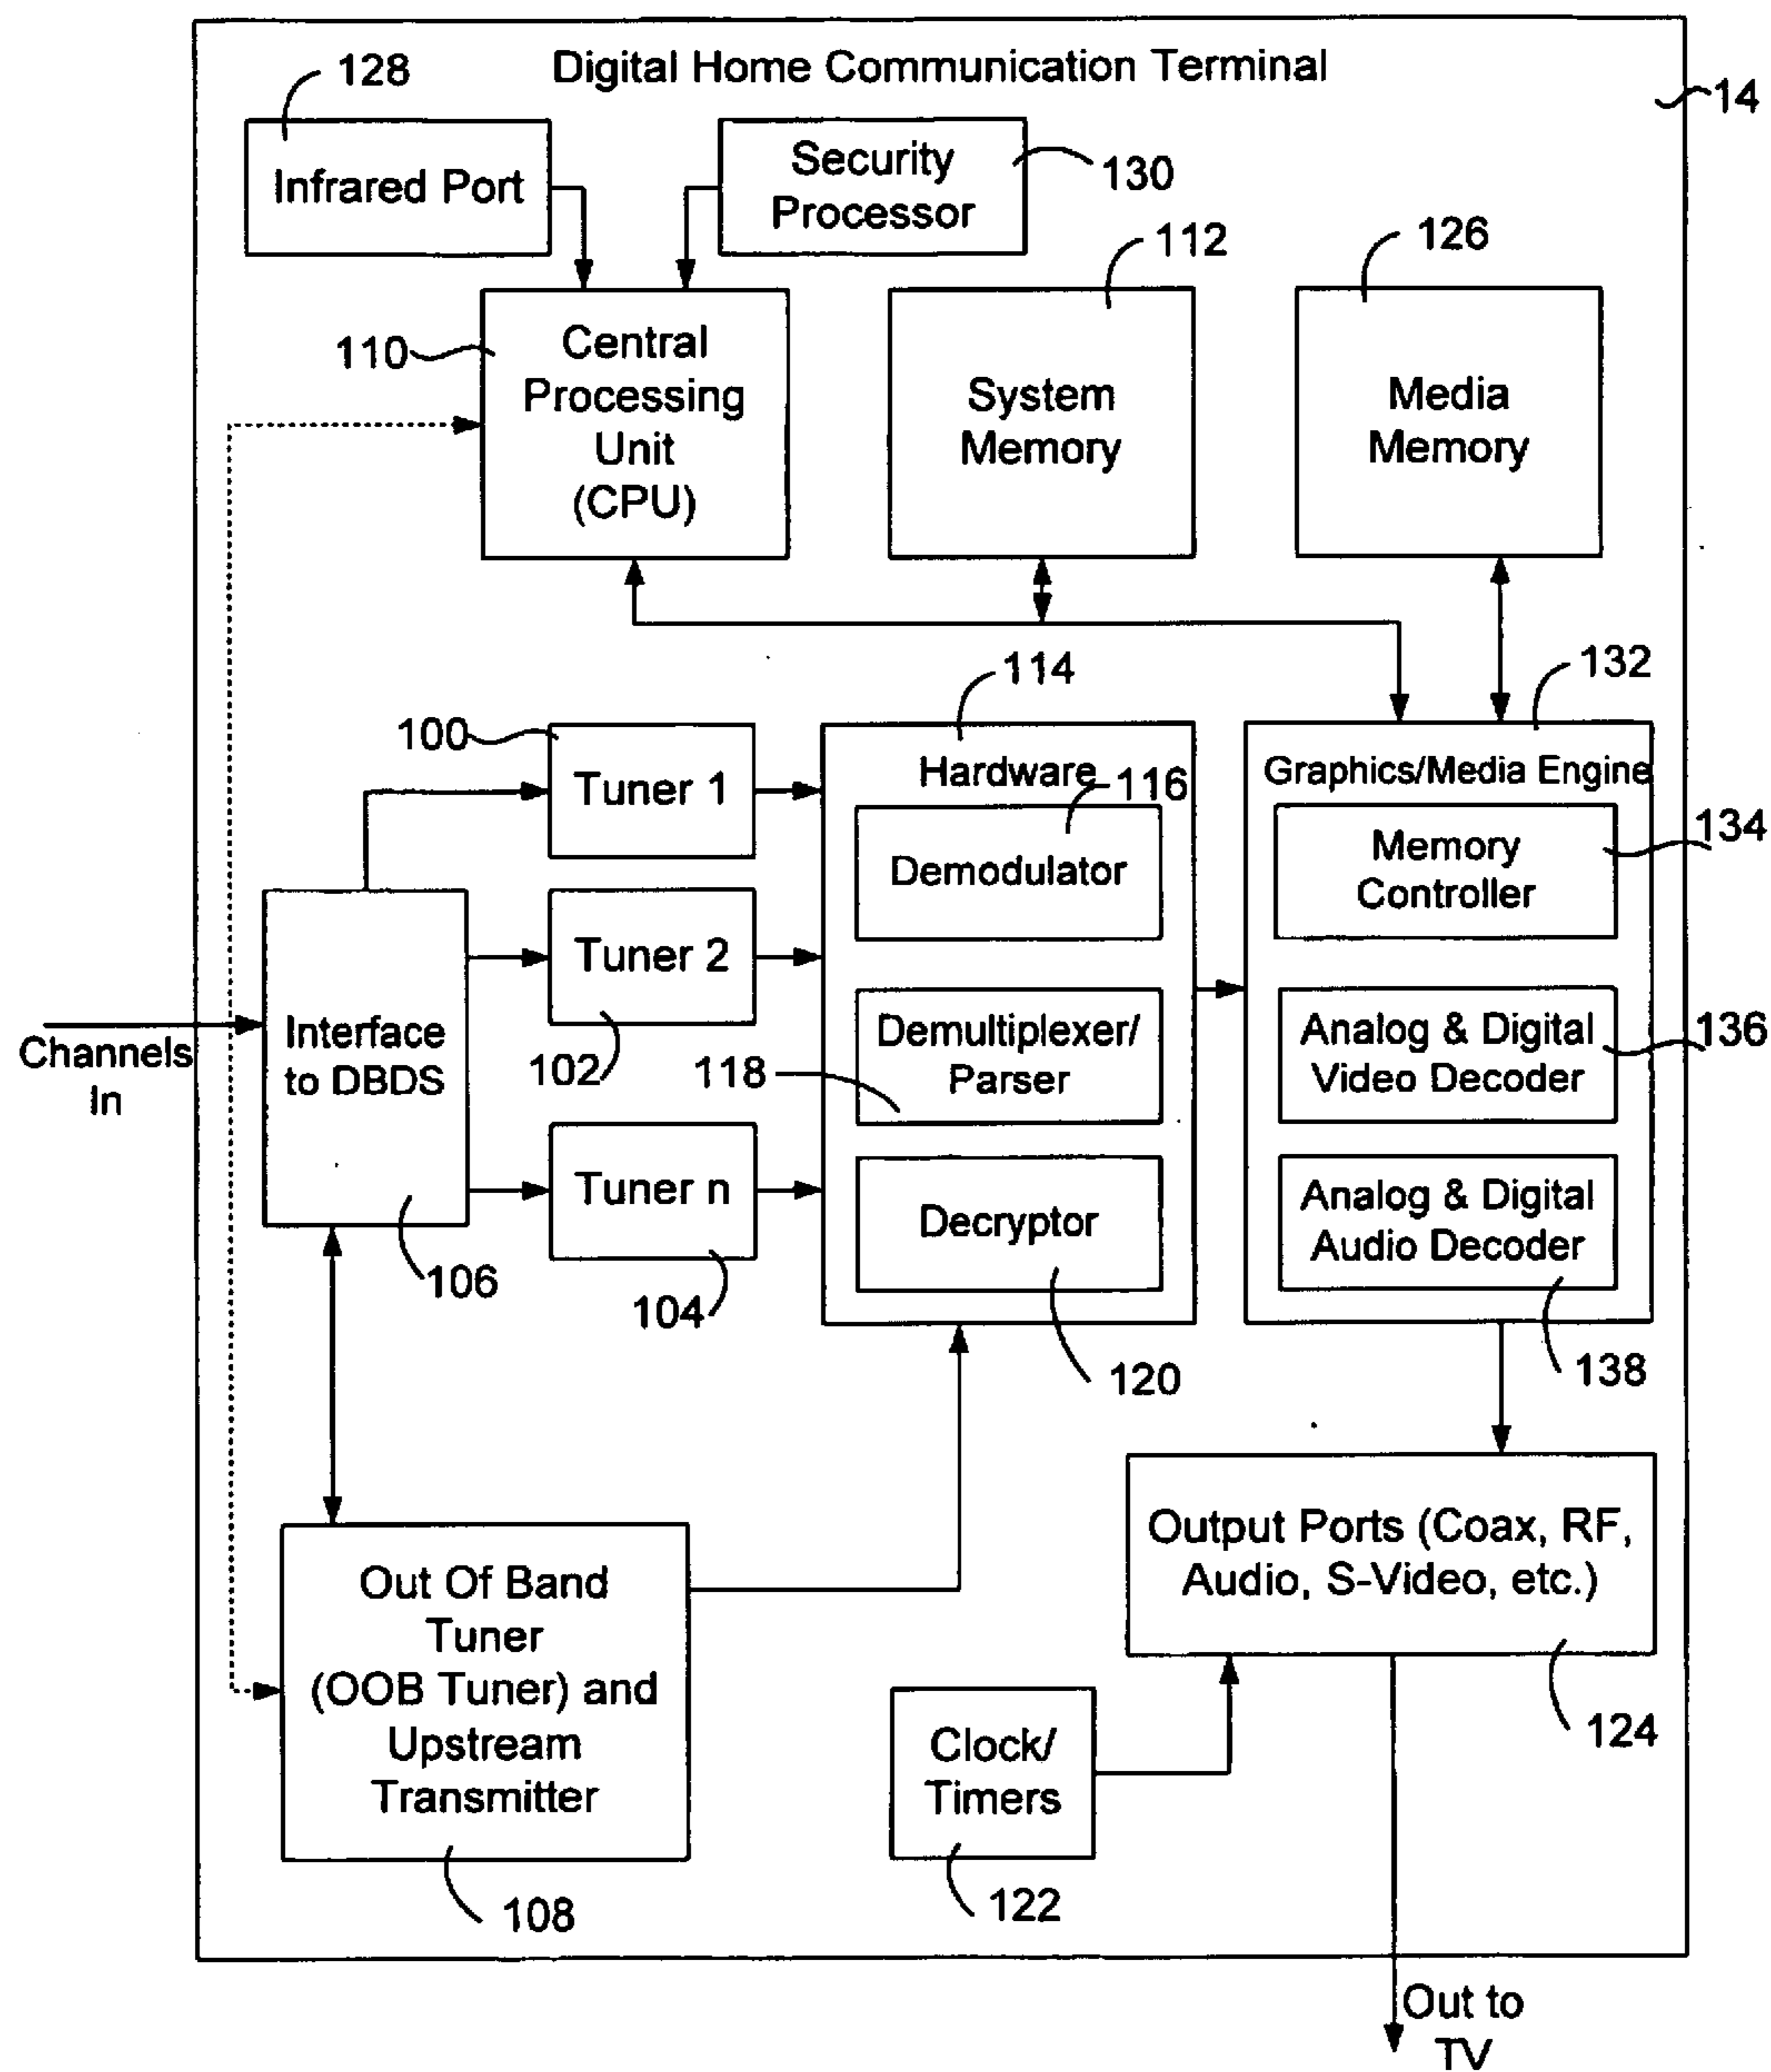 Digital Home Communication Terminal
14
128
Infrared Port
Security
Processor
130
112
126
110
Central
Processing
Unit
(CPU)
System
Memory
Media
Memory
100
114
132
Tuner 1
Hardware
116
Graphics/Media Engine
Demodulator
Memory
Controller
134
Tuner 2
102
Channels
In
Interface
to DBDS
Demultiplexer/
Parser
118
Analog & Digital
Video Decoder
136
Tuner n
104
106
Decryptor
120
Analog & Digital
Audio Decoder
138
Out Of Band
Tuner
(OOB Tuner) and
Upstream
Transmitter
108
Output Ports (Coax, RF,
Audio, S-Video, etc.)
124
Clock/
Timers
122
Out to
TV